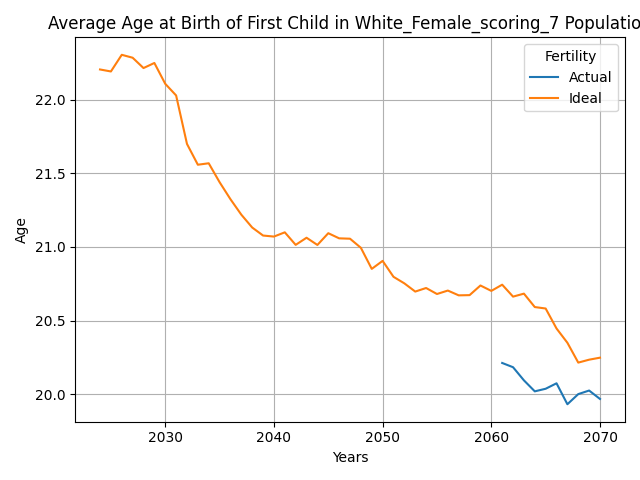 Average Age at Birth of First Child in White_Female_scoring_7 Populatio
Fertility
Actual
Ideal
22.0
21.5
21.0
20.5
20.0
Age
2030 2040 2050 2060 2070
Years